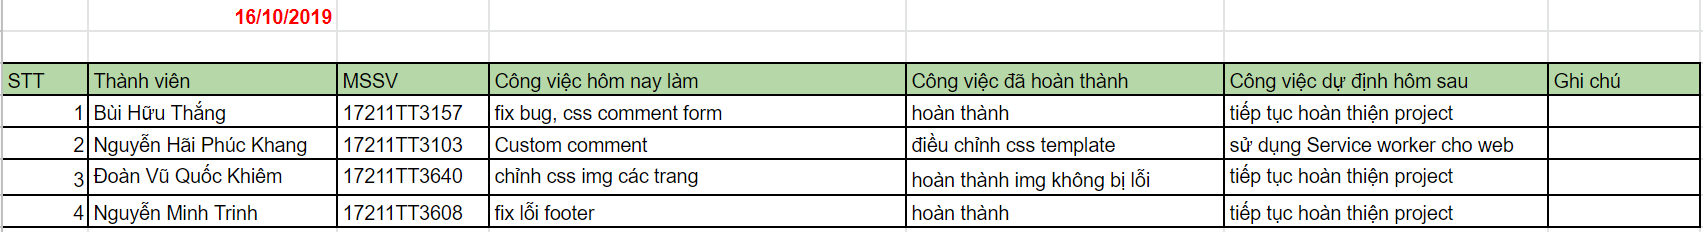 16/10/2019
STT Thành viên MSSV Công việc hôm nay làm Công việc đã hoàn thành Công việc dự định hôm sau Ghi chú
1 Bùi Hữu Thắng 17211TT3157 fix bug, css comment form hoàn thành tiếp tục hoàn thiện project
2 Nguyễn Hãi Phúc Khang 17211TT3103 Custom comment điều chỉnh css template sử dụng Service worker cho web
3 Đoàn Vũ Quốc Khiêm 17211TT3640 chỉnh css img các trang hoàn thành img không bị lỗi tiếp tục hoàn thiện project
4 Nguyễn Minh Trinh 17211TT3608 fix lỗi footer hoàn thành tiếp tục hoàn thiện project